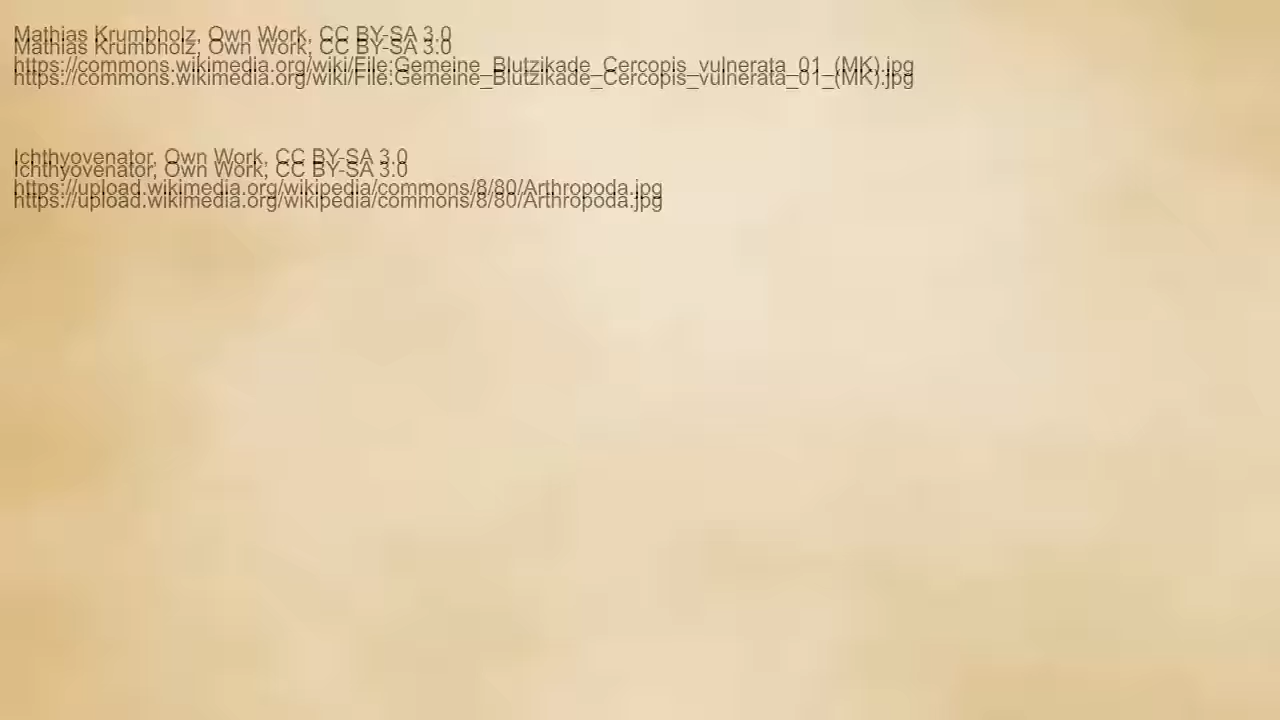 Mathias Krumbholz, Own Work, CC BY-SA 3.0
https://commons.wikimedia.org/wiki/File:Gemeine_Blutzikade_Cercopis_vulnerata_01_(MK).jpg
Ichthyovenator, Own Work, CC BY-SA 3.0
https://upload.wikimedia.org/wikipedia/commons/8/80/Arthropoda.jpg